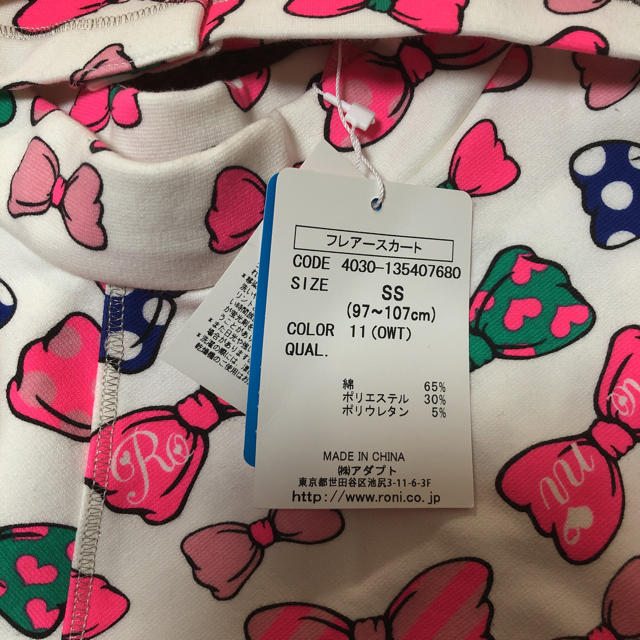 フレアースカート
CODE 4030-135407680
SIZE SS
(97～107cm)
COLOR 11(OWT)
QUAL.
綿 65%
ポリエステル 30%
ポリウレタン 5%
MADE IN CHINA
㈱アダプト
東京都世田谷区池尻3-11-6-3F
http://www.roni.co.jp
Ro